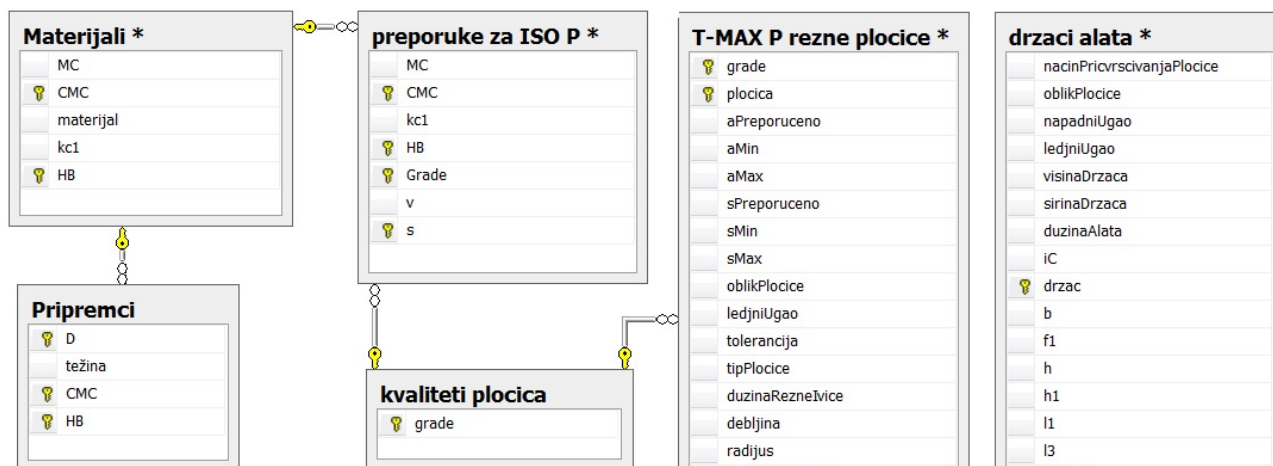 Materijali *
MC
CMC
materijal
kc1
HB
preporuke za ISO P *
MC
CMC
kc1
HB
Grade
v
s
T-MAX P rezne plocice *
grade
plocica
aPreporuceno
aMin
aMax
sPreporuceno
sMin
sMax
oblikPlocice
ledjniUgao
tolerancija
tipPlocice
duzinaRezneIvice
debljina
radijus
drzaci alata *
nacinPricvrscivanjaPlocice
oblikPlocice
napadniUgao
ledjniUgao
visinaDrzaca
sirinaDrzaca
duzinaAlata
iC
drzac
b
f1
h
h1
l1
l3
Pripremci
D
težina
CMC
HB
kvaliteti plocica
grade